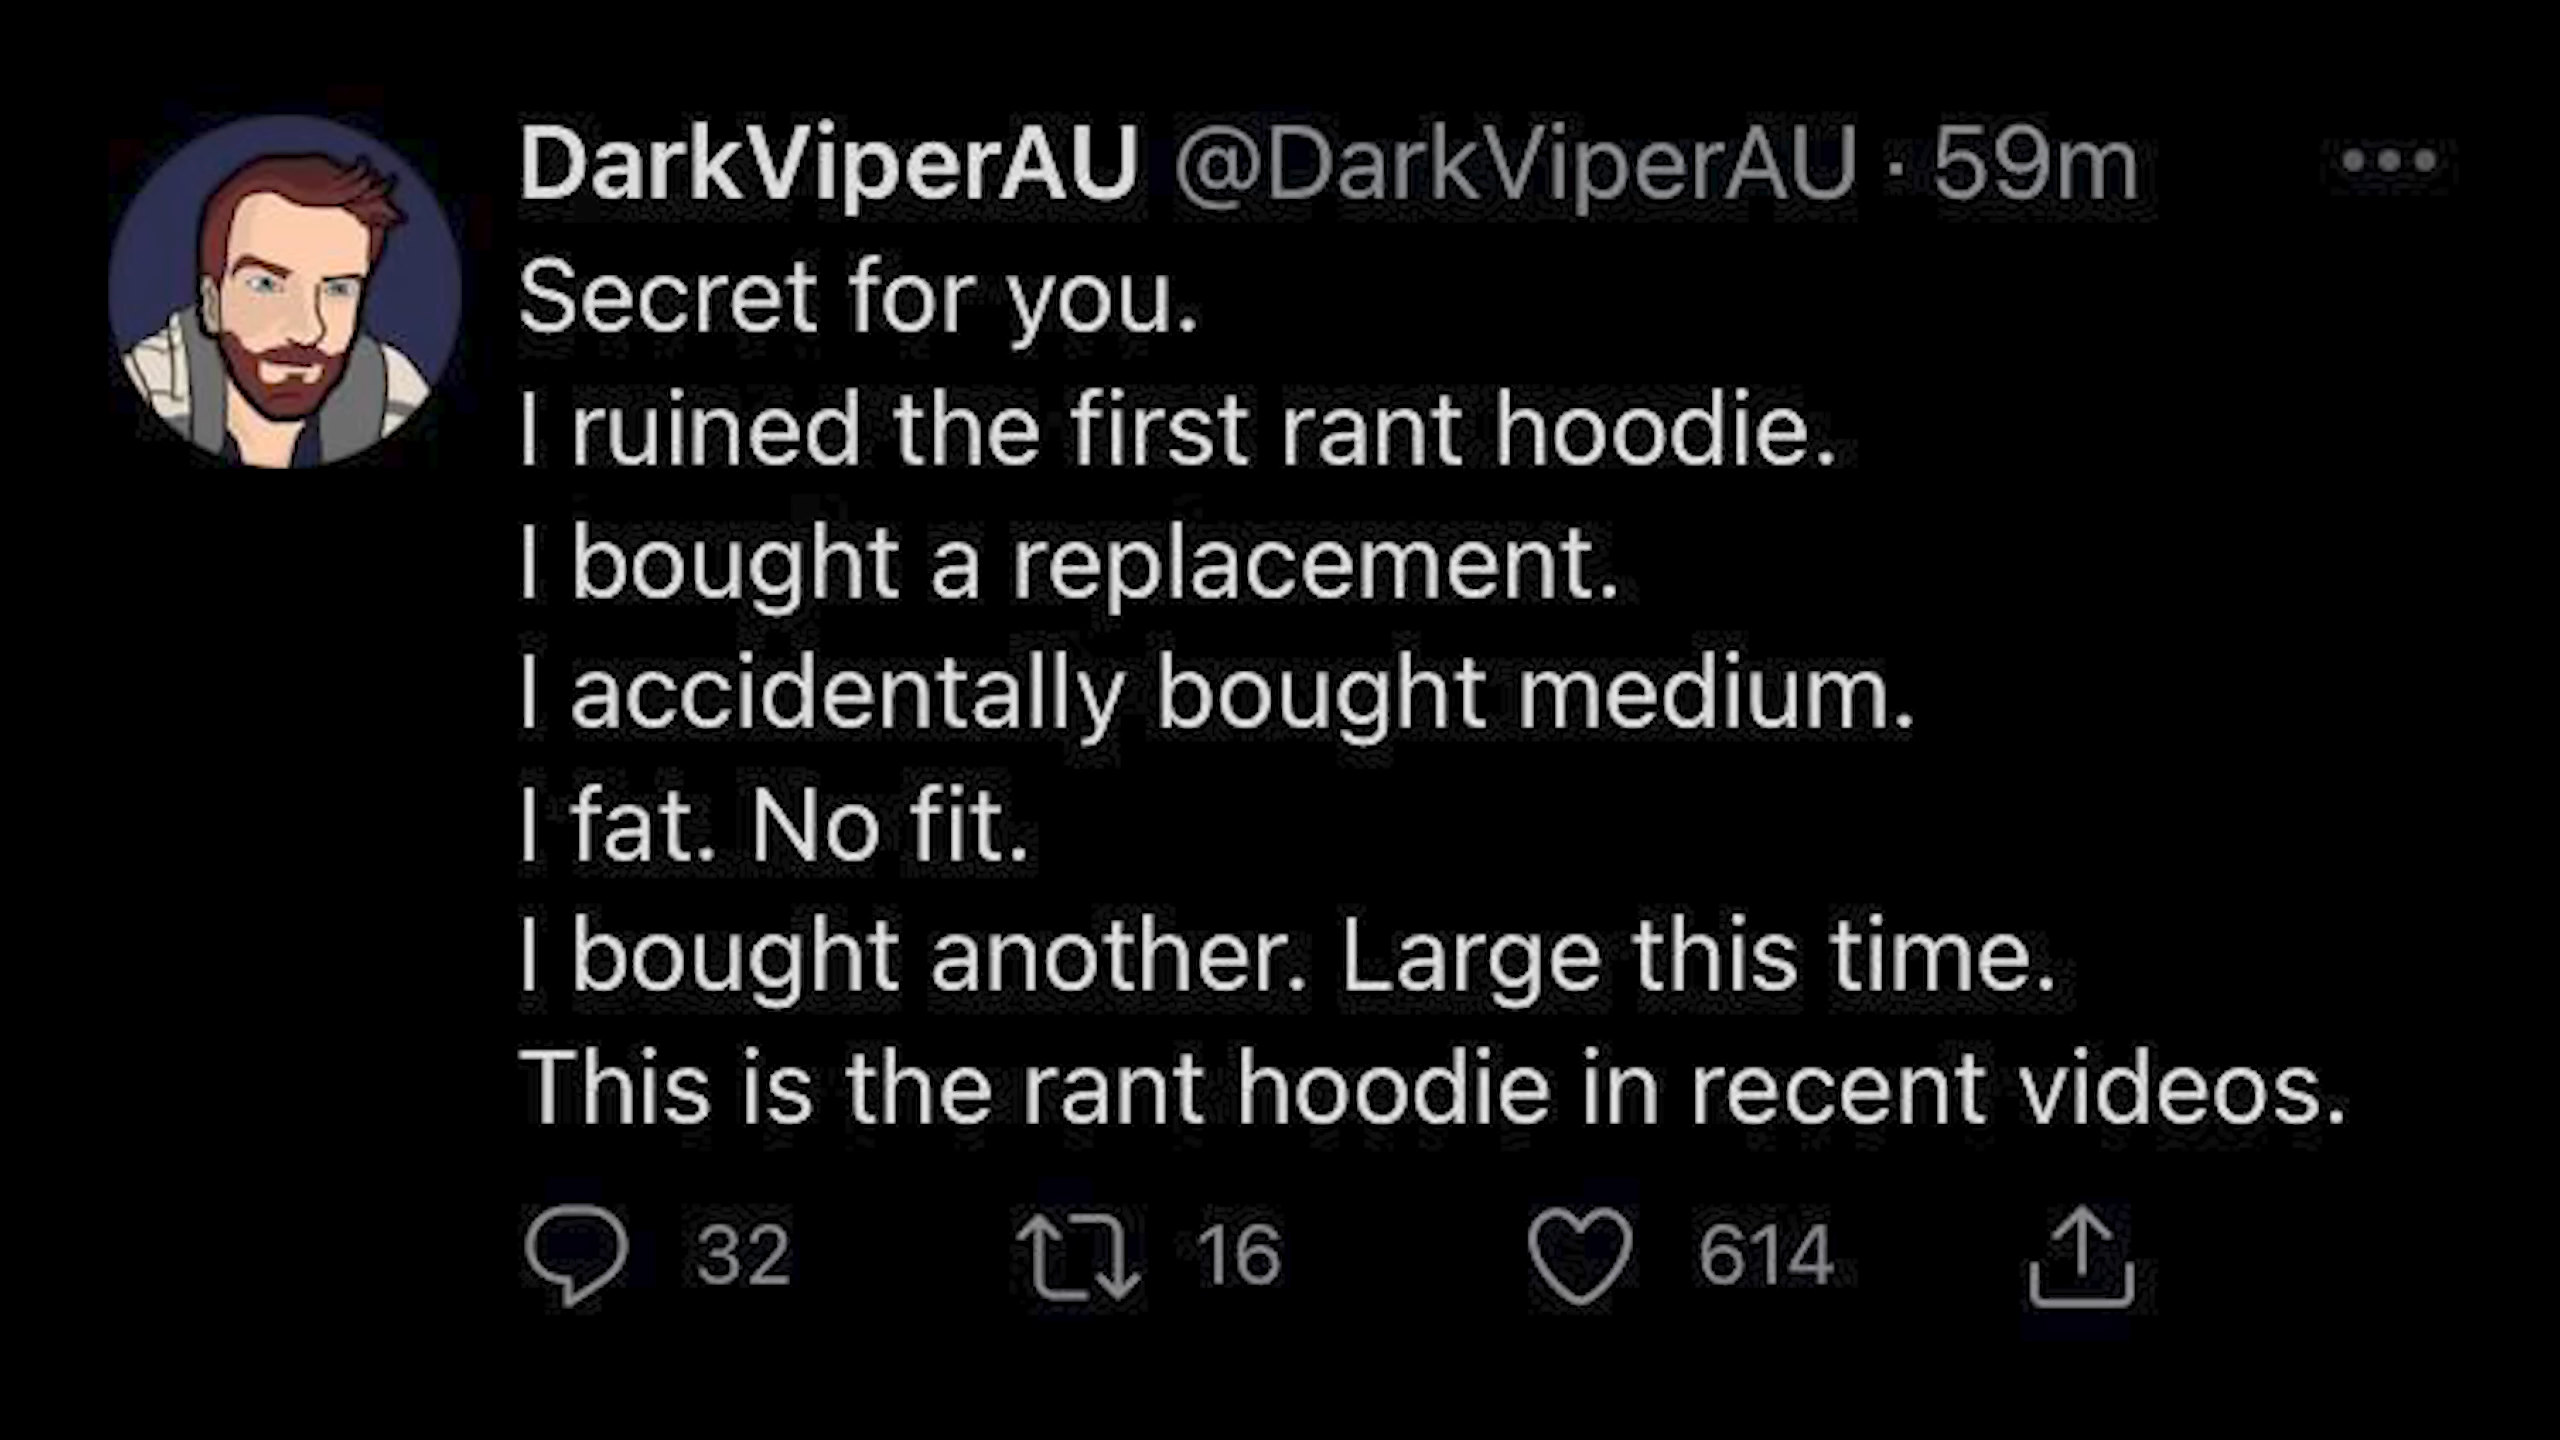 DarkViperAU @DarkViperAU · 59m
Secret for you.
I ruined the first rant hoodie.
I bought a replacement.
I accidentally bought medium.
I fat. No fit.
I bought another. Large this time.
This is the rant hoodie in recent videos.
32 16 614